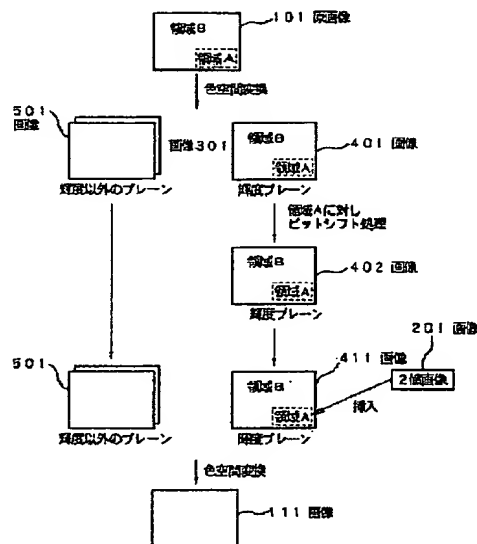 領域B
領域A
101 原画像
色空間変換
501
画像
画像301
領域B
領域A
401 画像
輝度以外のプレーン
輝度プレーン
領域Aに対し
ビットシフト処理
領域B
領域A
402 画像
輝度プレーン
501
411 画像
201 画像
領域B
領域A
2値画像
挿入
輝度以外のプレーン
輝度プレーン
色空間変換
111 画像